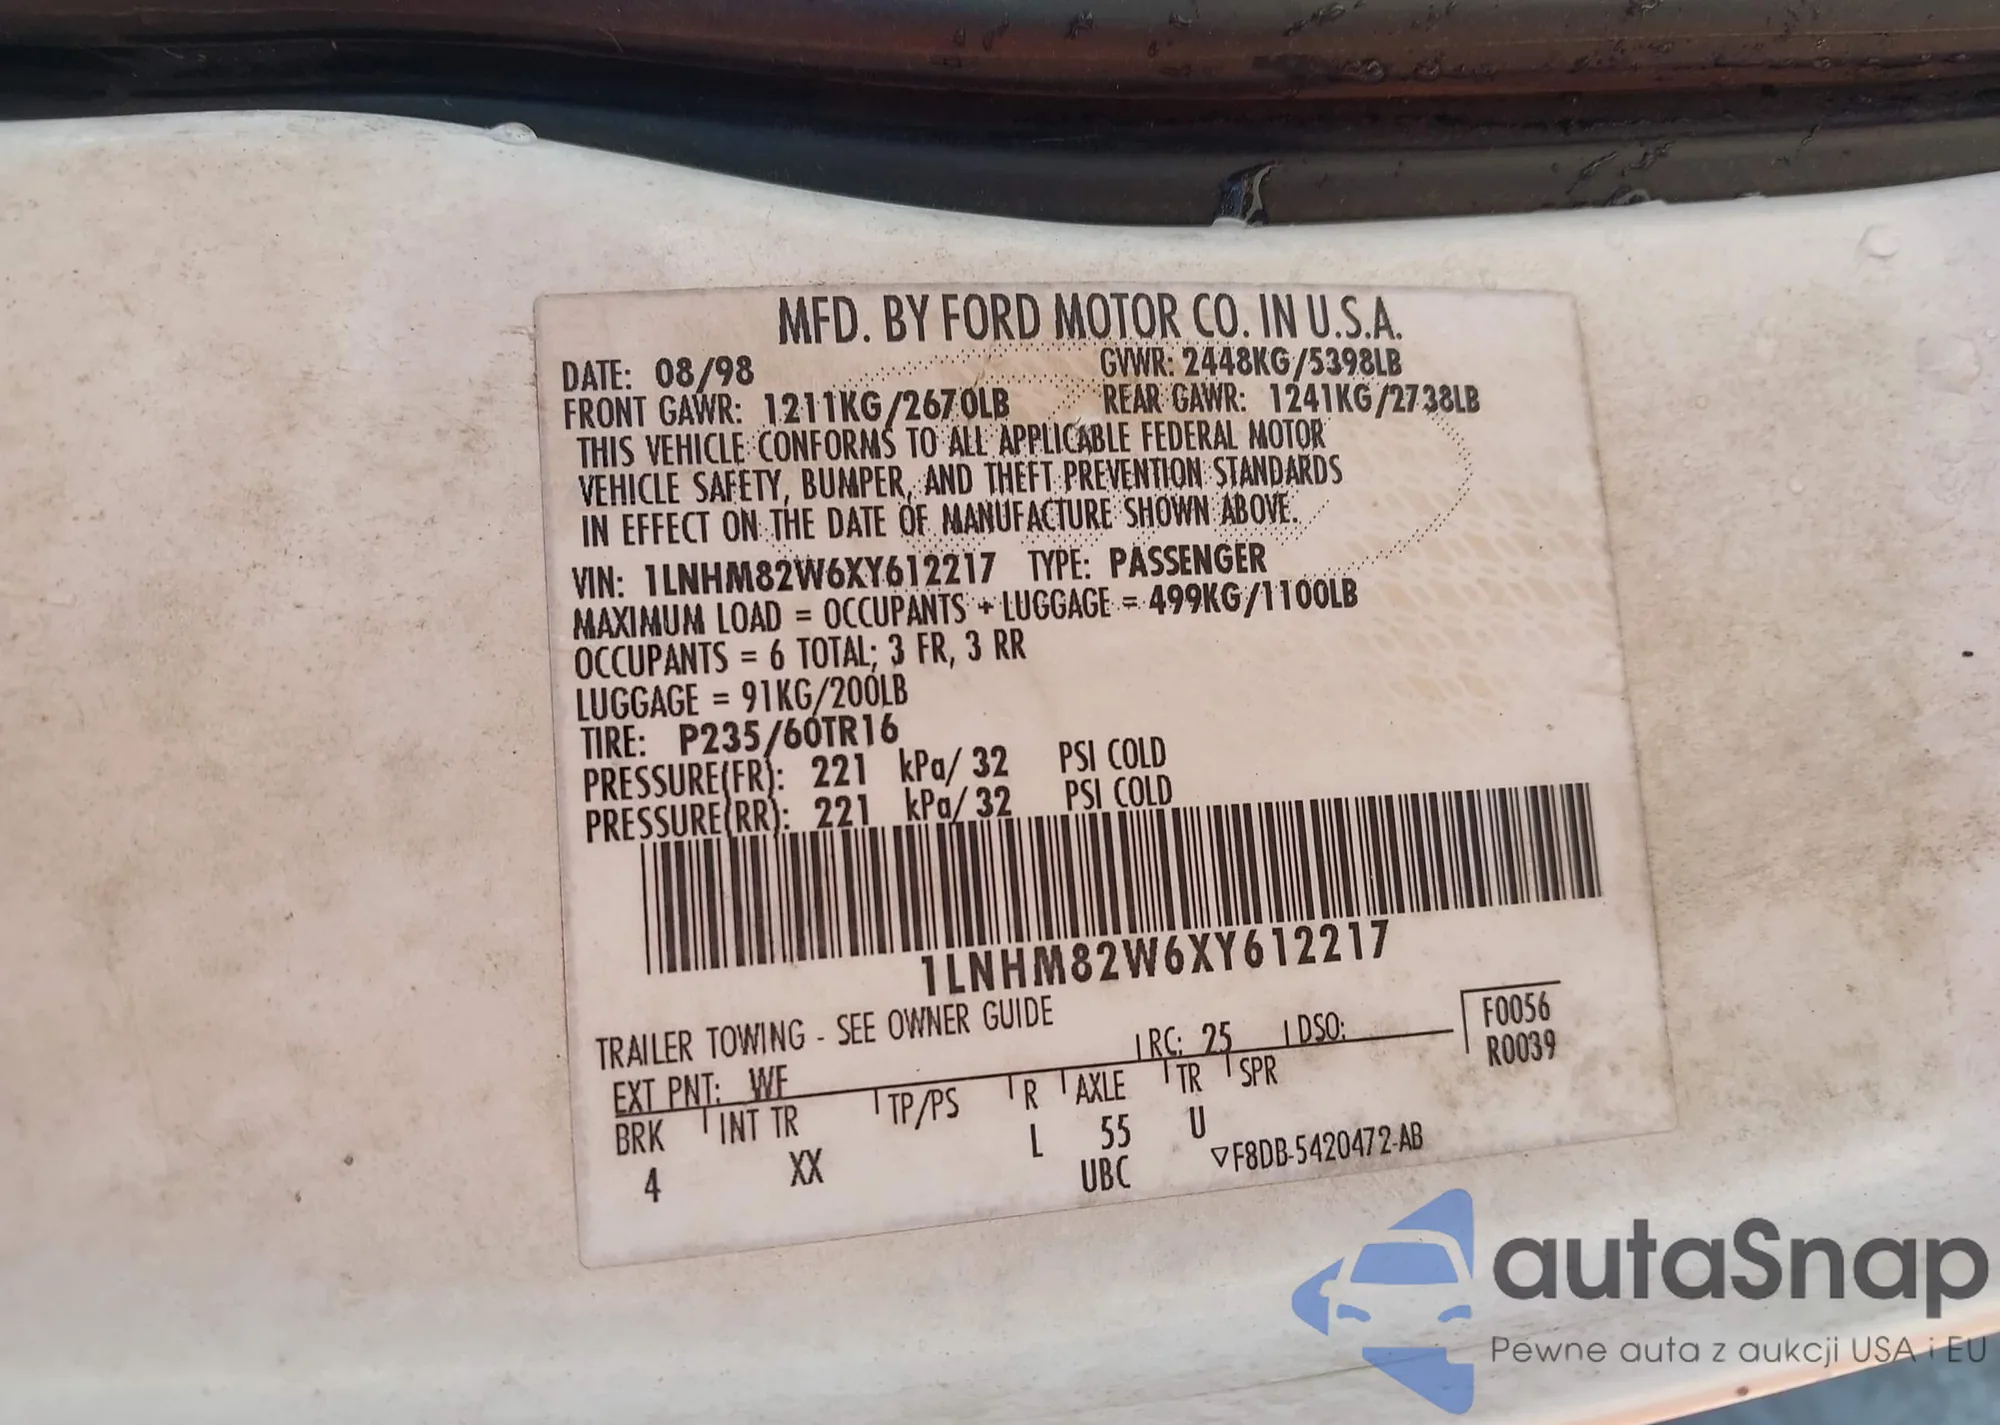 MFD. BY FORD MOTOR CO. IN U.S.A.
DATE: 08/98 GVWR: 2448KG/5398LB
FRONT GAWR: 1211KG/2670LB REAR GAWR: 1241KG/2738LB
THIS VEHICLE CONFORMS TO ALL APPLICABLE FEDERAL MOTOR
VEHICLE SAFETY, BUMPER, AND THEFT PREVENTION STANDARDS
IN EFFECT ON THE DATE OF MANUFACTURE SHOWN ABOVE.
VIN: 1LNHM82W6XY612217 TYPE: PASSENGER
MAXIMUM LOAD = OCCUPANTS + LUGGAGE = 499KG/1100LB
OCCUPANTS = 6 TOTAL; 3 FR, 3 RR
LUGGAGE = 91KG/200LB
TIRE: P235/60TR16
PRESSURE(FR): 221 kPa/ 32 PSI COLD
PRESSURE(RR): 221 kPa/ 32 PSI COLD
1LNHM82W6XY612217
TRAILER TOWING - SEE OWNER GUIDE
EXT PNT: WF RC: 25 DSO: F0056
R0039
BRK INT TR TP/PS R AXLE TR SPR
4 XX L 55 U
UBC ▽F8DB-5420472-AB
autaSnap
Pewne auta z aukcji USA i EU